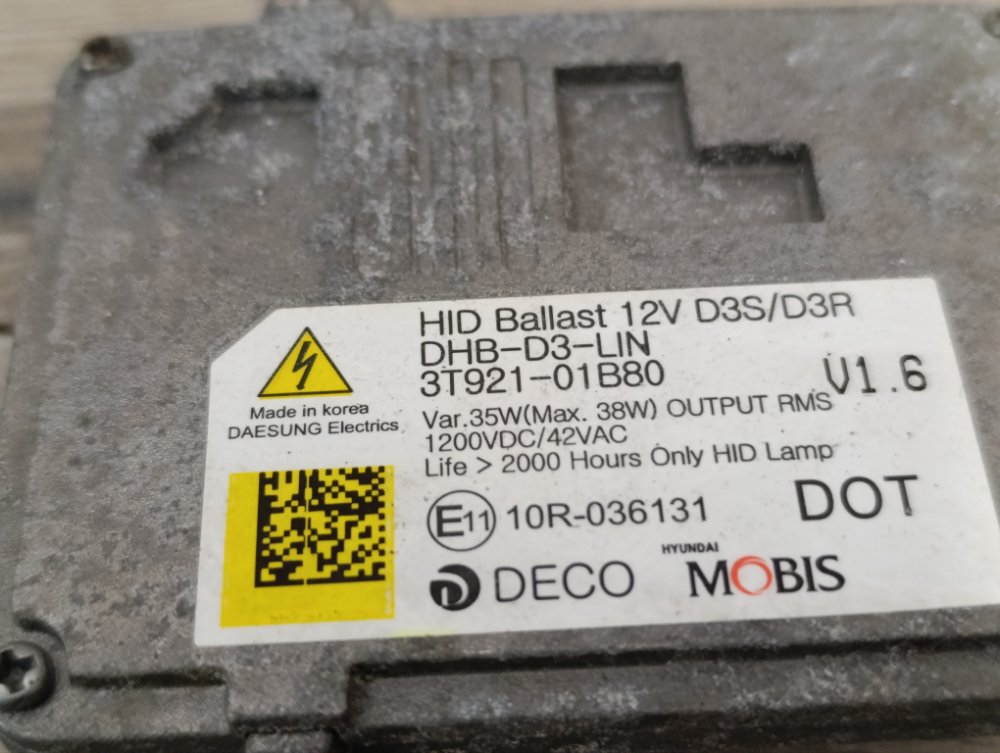 HID Ballast 12V D3S/D3R
DHB-D3-LIN
3T921-01B80
V1.6
Var.35W(Max. 38W) OUTPUT RMS
1200VDC/42VAC
Life > 2000 Hours Only HID Lamp
Made in korea
DAESUNG Electrics
E11 10R-036131
DOT
DECO
HYUNDAI
MOBIS